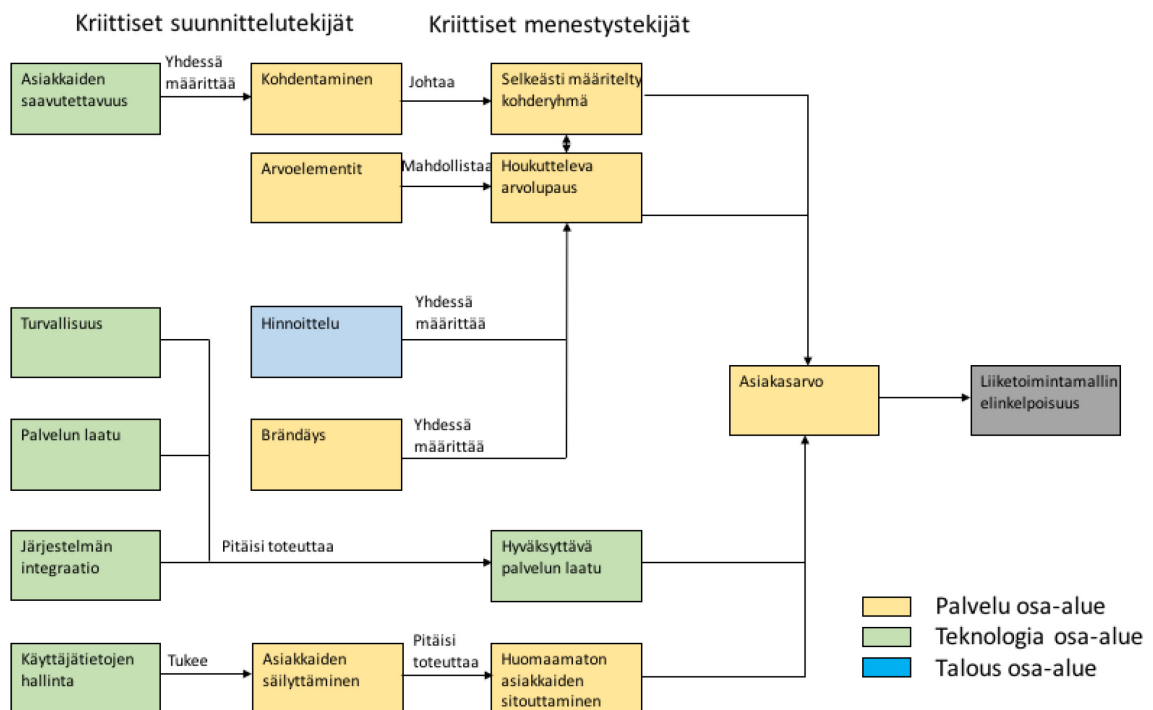 Kriittiset suunnittelutekijät
Kriittiset menestystekijät
Asiakkaiden
saavutettavuus
Yhdessä
määrittää
Kohdentaminen
Johtaa
Selkeästi määritelty
kohderyhmä
Arvoelementit
Mahdollistaa
Houkutteleva
arvolupaus
Turvallisuus
Hinnoittelu
Yhdessä
määrittää
Asiakasarvo
Liiketoimintamallin
elinkelpoisuus
Palvelun laatu
Brändäys
Yhdessä
määrittää
Järjestelmän
integraatio
Pitäisi toteuttaa
Hyväksyttävä
palvelun laatu
Käyttäjätietojen
hallinta
Tukee
Asiakkaiden
säilyttäminen
Pitäisi
toteuttaa
Huomaamaton
asiakkaiden
sitouttaminen
Palvelu osa-alue
Teknologia osa-alue
Talous osa-alue